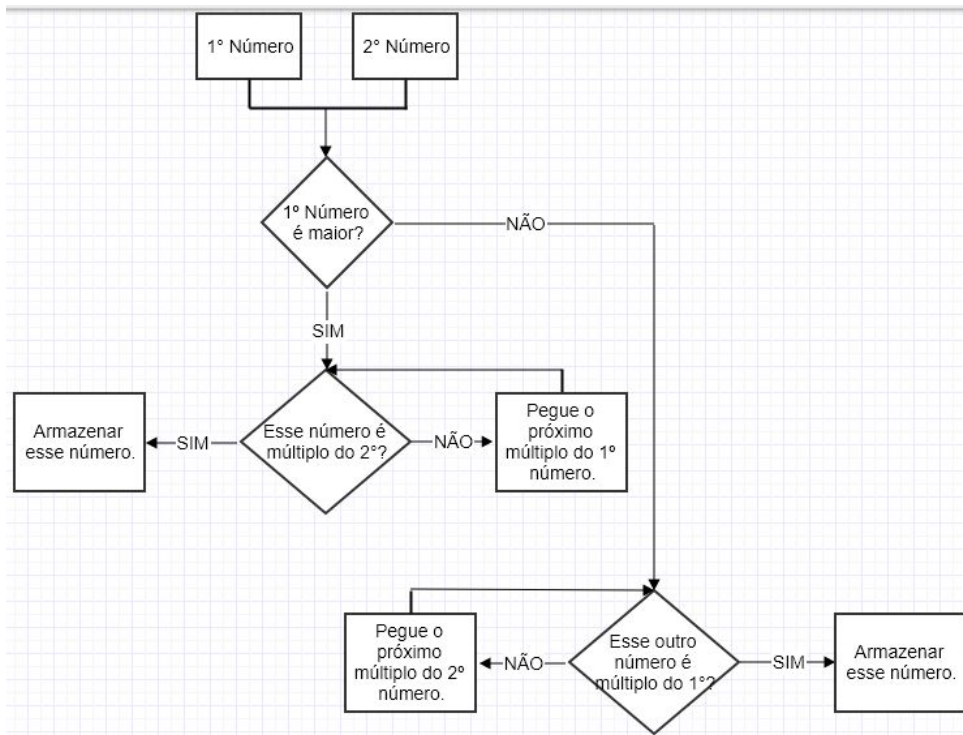 1° Número
2° Número
1º Número
é maior?
NÃO
SIM
Armazenar
esse número.
SIM
Esse número é
múltiplo do 2°?
NÃO
Pegue o
próximo
múltiplo do 1º
número.
Pegue o
próximo
múltiplo do 2º
número.
NÃO
Esse outro
número é
múltiplo do 1°?
SIM
Armazenar
esse número.